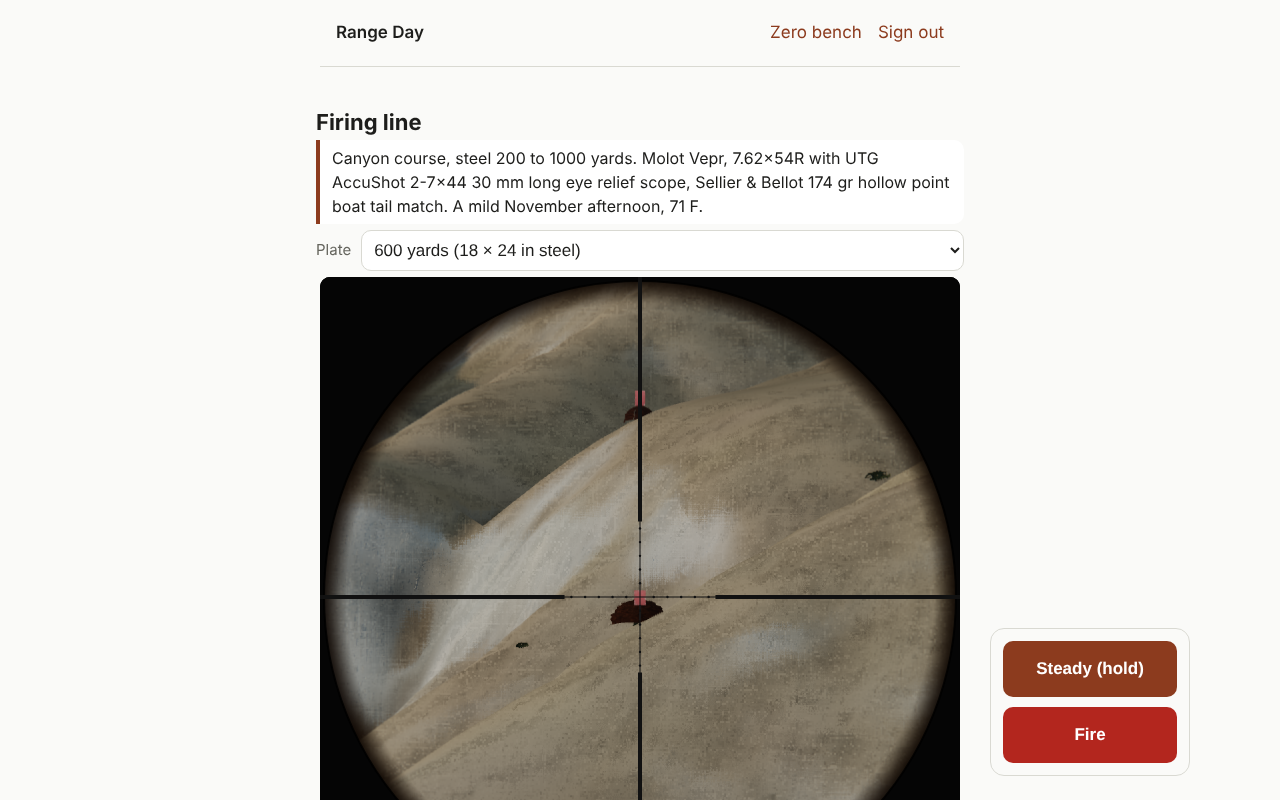 Range Day
Zero bench
Sign out
Firing line
Canyon course, steel 200 to 1000 yards. Molot Vepr, 7.62×54R with UTG
AccuShot 2-7×44 30 mm long eye relief scope, Sellier & Bellot 174 gr hollow point
boat tail match. A mild November afternoon, 71 F.
Plate
600 yards (18 × 24 in steel)
Steady (hold)
Fire